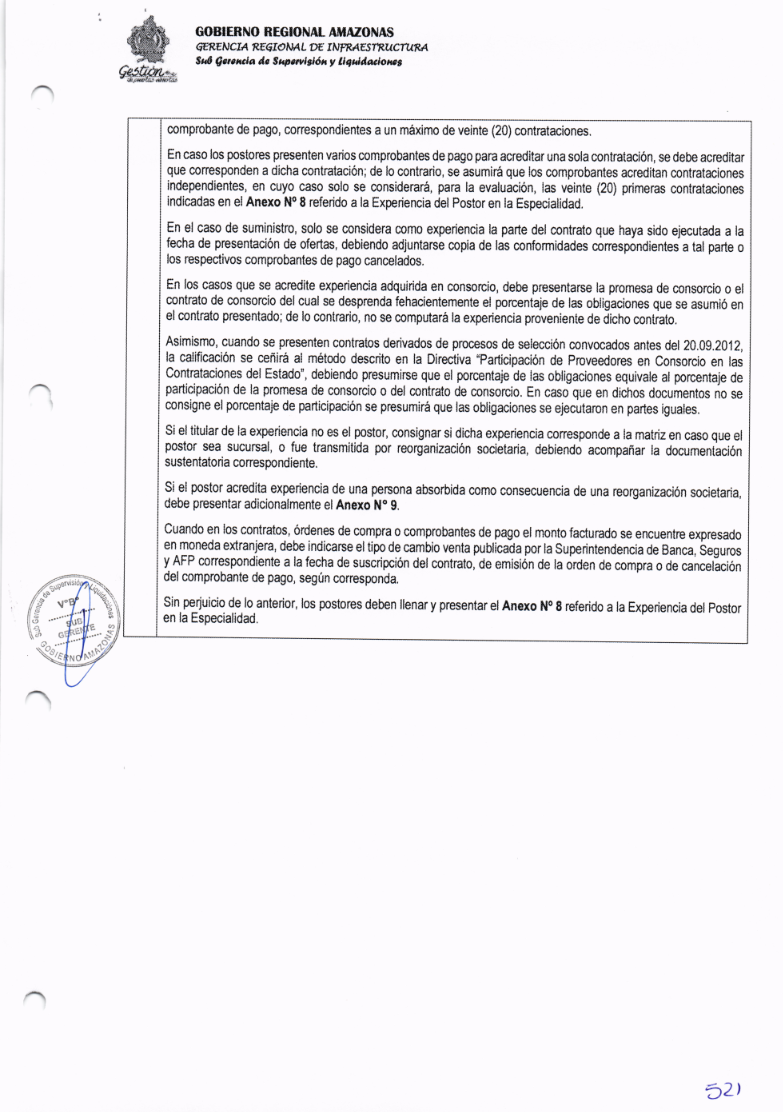 GOBIERNO REGIONAL AMAZONAS
GERENCIA REGIONAL DE INFRAESTRUCTURA
Sub Gerencia de Supervisión y Liquidaciones
Gestión
de puertas abiertas
comprobante de pago, correspondientes a un máximo de veinte (20) contrataciones.
En caso los postores presenten varios comprobantes de pago para acreditar una sola contratación, se debe acreditar
que corresponden a dicha contratación; de lo contrario, se asumirá que los comprobantes acreditan contrataciones
independientes, en cuyo caso solo se considerará, para la evaluación, las veinte (20) primeras contrataciones
indicadas en el Anexo Nº 8 referido a la Experiencia del Postor en la Especialidad.
En el caso de suministro, solo se considera como experiencia la parte del contrato que haya sido ejecutada a la
fecha de presentación de ofertas, debiendo adjuntarse copia de las conformidades correspondientes a tal parte o
los respectivos comprobantes de pago cancelados.
En los casos que se acredite experiencia adquirida en consorcio, debe presentarse la promesa de consorcio o el
contrato de consorcio del cual se desprenda fehacientemente el porcentaje de las obligaciones que se asumió en
el contrato presentado; de lo contrario, no se computará la experiencia proveniente de dicho contrato.
Asimismo, cuando se presenten contratos derivados de procesos de selección convocados antes del 20.09.2012,
la calificación se ceñirá al método descrito en la Directiva "Participación de Proveedores en Consorcio en las
Contrataciones del Estado", debiendo presumirse que el porcentaje de las obligaciones equivale al porcentaje de
participación de la promesa de consorcio o del contrato de consorcio. En caso que en dichos documentos no se
consigne el porcentaje de participación se presumirá que las obligaciones se ejecutaron en partes iguales.
Si el titular de la experiencia no es el postor, consignar si dicha experiencia corresponde a la matriz en caso que el
postor sea sucursal, o fue transmitida por reorganización societaria, debiendo acompañar la documentación
sustentatoria correspondiente.
Si el postor acredita experiencia de una persona absorbida como consecuencia de una reorganización societaria,
debe presentar adicionalmente el Anexo N° 9.
Cuando en los contratos, órdenes de compra o comprobantes de pago el monto facturado se encuentre expresado
en moneda extranjera, debe indicarse el tipo de cambio venta publicada por la Superintendencia de Banca, Seguros
y AFP correspondiente a la fecha de suscripción del contrato, de emisión de la orden de compra o de cancelación
del comprobante de pago, según corresponda.
Sin perjuicio de lo anterior, los postores deben llenar y presentar el Anexo Nº 8 referido a la Experiencia del Postor
en la Especialidad.
Sub Gerencia de Supervisión y Liquidaciones
V°B°
SUB
GERENTE
GOBIERNO AMAZONAS
521